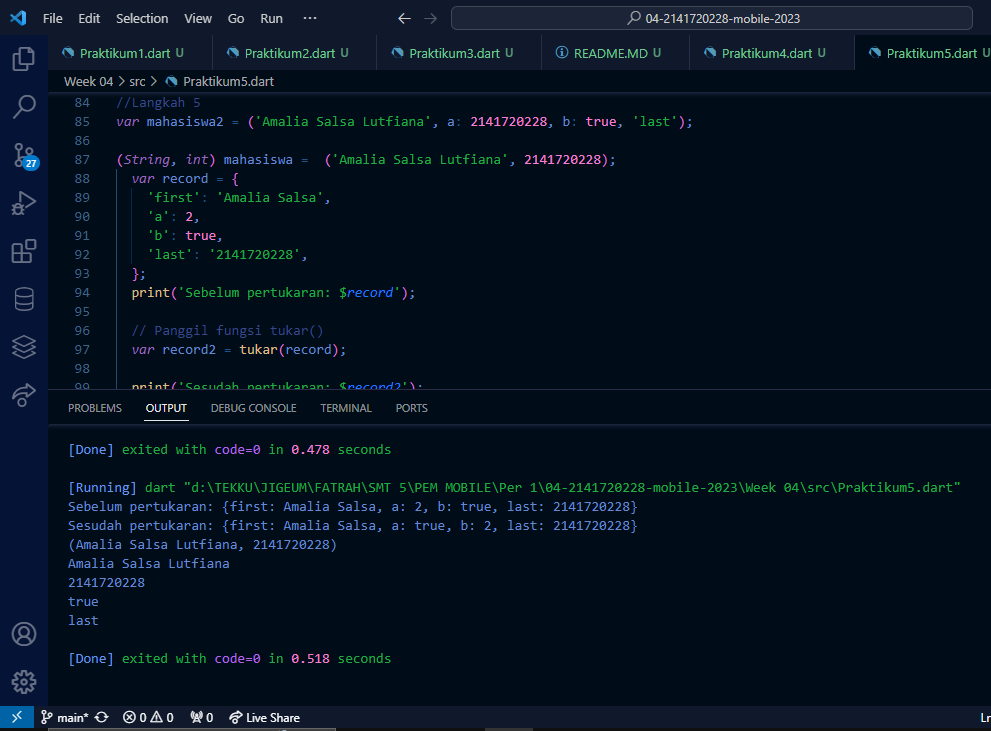 File Edit Selection View Go Run ··· ← → 04-2141720228-mobile-2023
Praktikum1.dart U Praktikum2.dart U Praktikum3.dart U README.MD U Praktikum4.dart U Praktikum5.dart U
Week 04 > src > Praktikum5.dart
84 //Langkah 5
85 var mahasiswa2 = ('Amalia Salsa Lutfiana', a: 2141720228, b: true, 'last');
86
87 (String, int) mahasiswa =  ('Amalia Salsa Lutfiana', 2141720228);
88 var record = {
89 'first': 'Amalia Salsa',
90 'a': 2,
91 'b': true,
92 'last': '2141720228',
93 };
94 print('Sebelum pertukaran: $record');
95
96 // Panggil fungsi tukar()
97 var record2 = tukar(record);
98
99 print('Sesudah pertukaran: $record2');
PROBLEMS OUTPUT DEBUG CONSOLE TERMINAL PORTS
[Done] exited with code=0 in 0.478 seconds
[Running] dart "d:\TEKKU\JIGEUM\FATRAH\SMT 5\PEM MOBILE\Per 1\04-2141720228-mobile-2023\Week 04\src\Praktikum5.dart"
Sebelum pertukaran: {first: Amalia Salsa, a: 2, b: true, last: 2141720228}
Sesudah pertukaran: {first: Amalia Salsa, a: true, b: 2, last: 2141720228}
(Amalia Salsa Lutfiana, 2141720228)
Amalia Salsa Lutfiana
2141720228
true
last
[Done] exited with code=0 in 0.518 seconds
27
main* 0 0 0 Live Share Ln